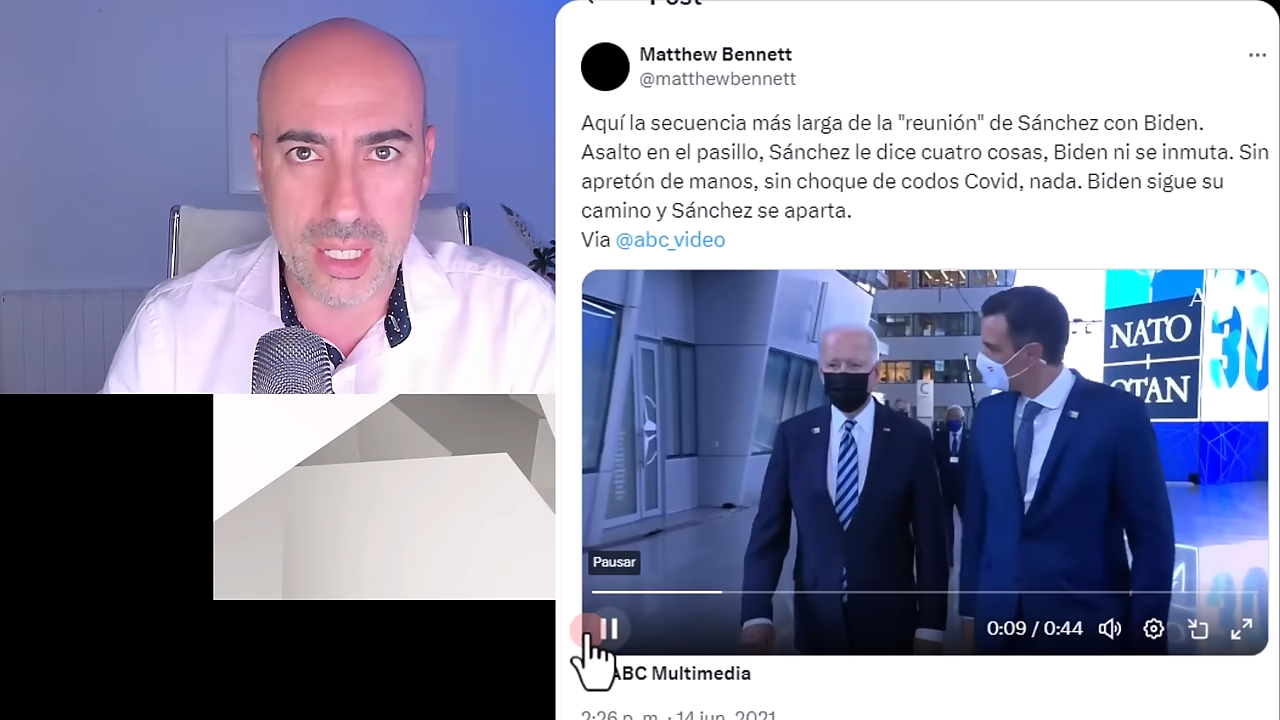 Post
Matthew Bennett
@matthewbennett
Aquí la secuencia más larga de la "reunión" de Sánchez con Biden.
Asalto en el pasillo, Sánchez le dice cuatro cosas, Biden ni se inmuta. Sin
apretón de manos, sin choque de codos Covid, nada. Biden sigue su
camino y Sánchez se aparta.
Via @abc_video
NATO
OTAN
30
Pausar
0:09 / 0:44
ABC Multimedia
2:26 p. m. · 14 jun. 2021